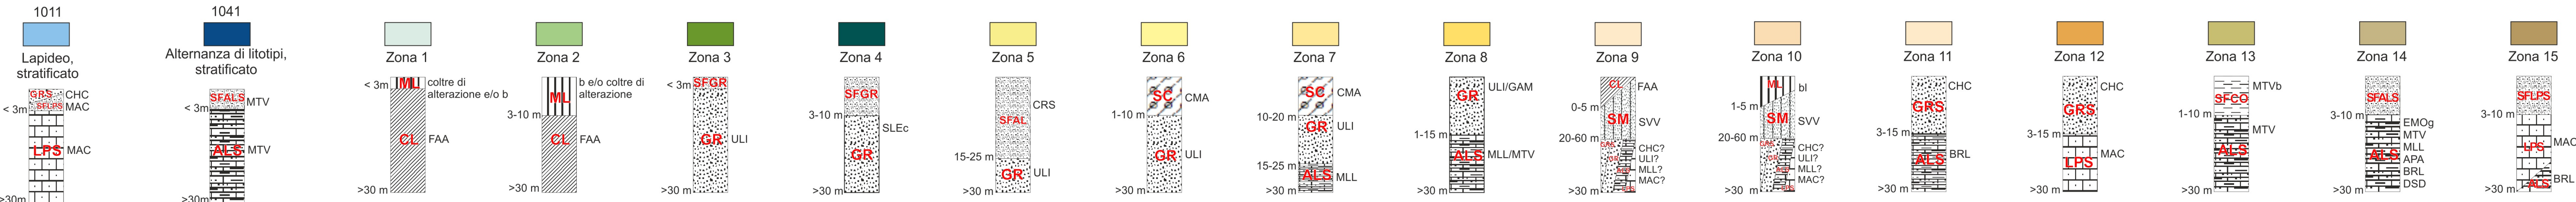 1011
Lapideo,
stratificato
GRS CHC
SFLPS MAC
< 3m
LPS MAC
>30m
1041
Alternanza di litotipi,
stratificato
SFALS MTV
< 3m
ALS MTV
>30m
Zona 1
< 3m ML coltre di
alterazione e/o b
CL FAA
>30 m
Zona 2
b e/o coltre di
alterazione
ML
3-10 m
CL FAA
>30 m
Zona 3
< 3m SFGR
GR ULI
>30 m
Zona 4
SFGR
3-10 m
SLEc
GR
>30 m
Zona 5
CRS
SFAL
15-25 m
GR ULI
>30 m
Zona 6
SC CMA
1-10 m
GR ULI
>30 m
Zona 7
SC CMA
10-20 m
GR ULI
15-25 m
ALS MLL
>30 m
Zona 8
GR ULI/GAM
1-15 m
ALS MLL/MTV
>30 m
Zona 9
CL FAA
0-5 m
SM SVV
20-60 m
GRS CHC?
GR ULI?
MLL?
MAC?
LPS
>30 m
Zona 10
ML bl
1-5 m
SM SVV
20-60 m
GRS CHC?
GR ULI?
MLL?
MAC?
LPS
>30 m
Zona 11
CHC
GRS
3-15 m
ALS BRL
>30 m
Zona 12
CHC
GRS
3-15 m
LPS MAC
>30 m
Zona 13
MTVb
SFCO
1-10 m
MTV
ALS
>30 m
Zona 14
SFALS
3-10 m
EMOg
MTV
MLL
ALS APA
BRL
DSD
>30 m
Zona 15
SFLPS
3-10 m
LPS MAC
ALS BRL
>30 m